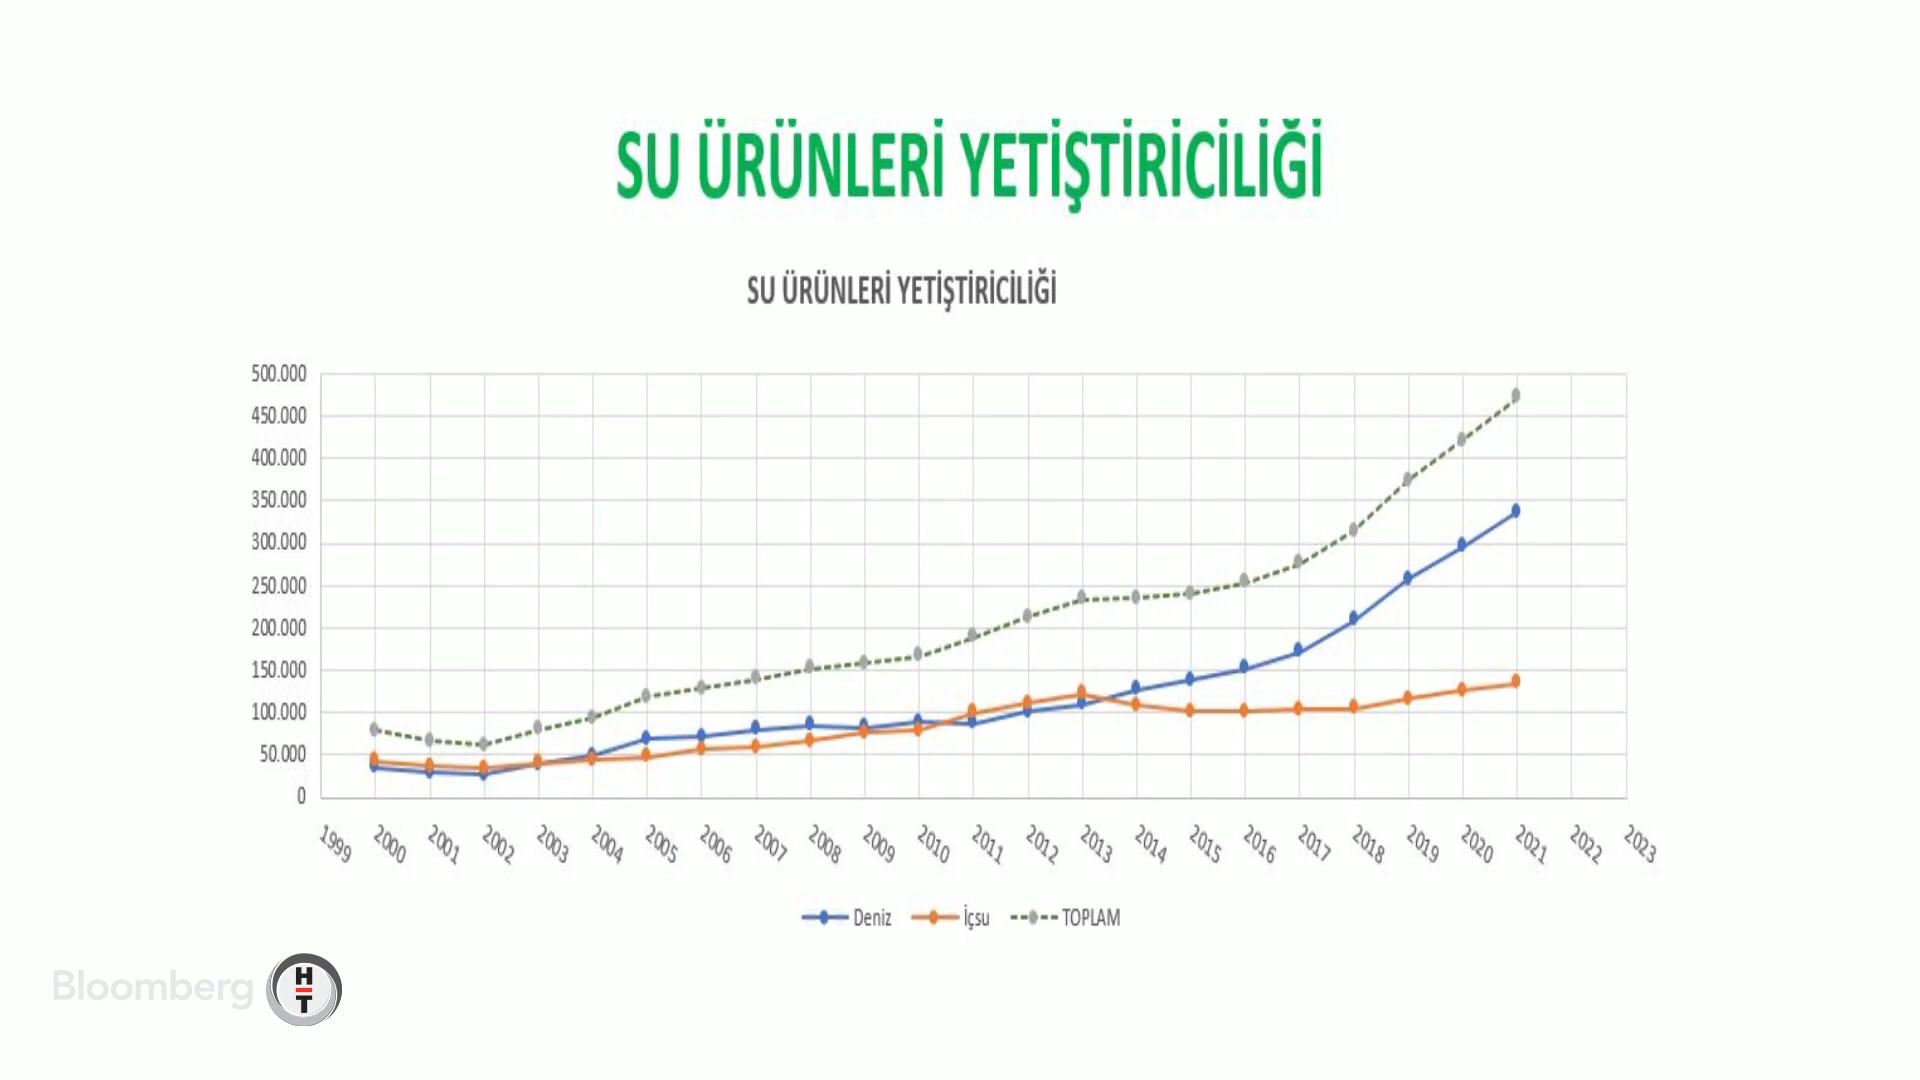 SU ÜRÜNLERİ YETİŞTİRİCİLİĞİ
SU ÜRÜNLERİ YETİŞTİRİCİLİĞİ
500.000
450.000
400.000
350.000
300.000
250.000
200.000
150.000
100.000
50.000
0
1999 2000 2001 2002 2003 2004 2005 2006 2007 2008 2009 2010 2011 2012 2013 2014 2015 2016 2017 2018 2019 2020 2021 2022 2023
Deniz İçsu TOPLAM
Bloomberg HT